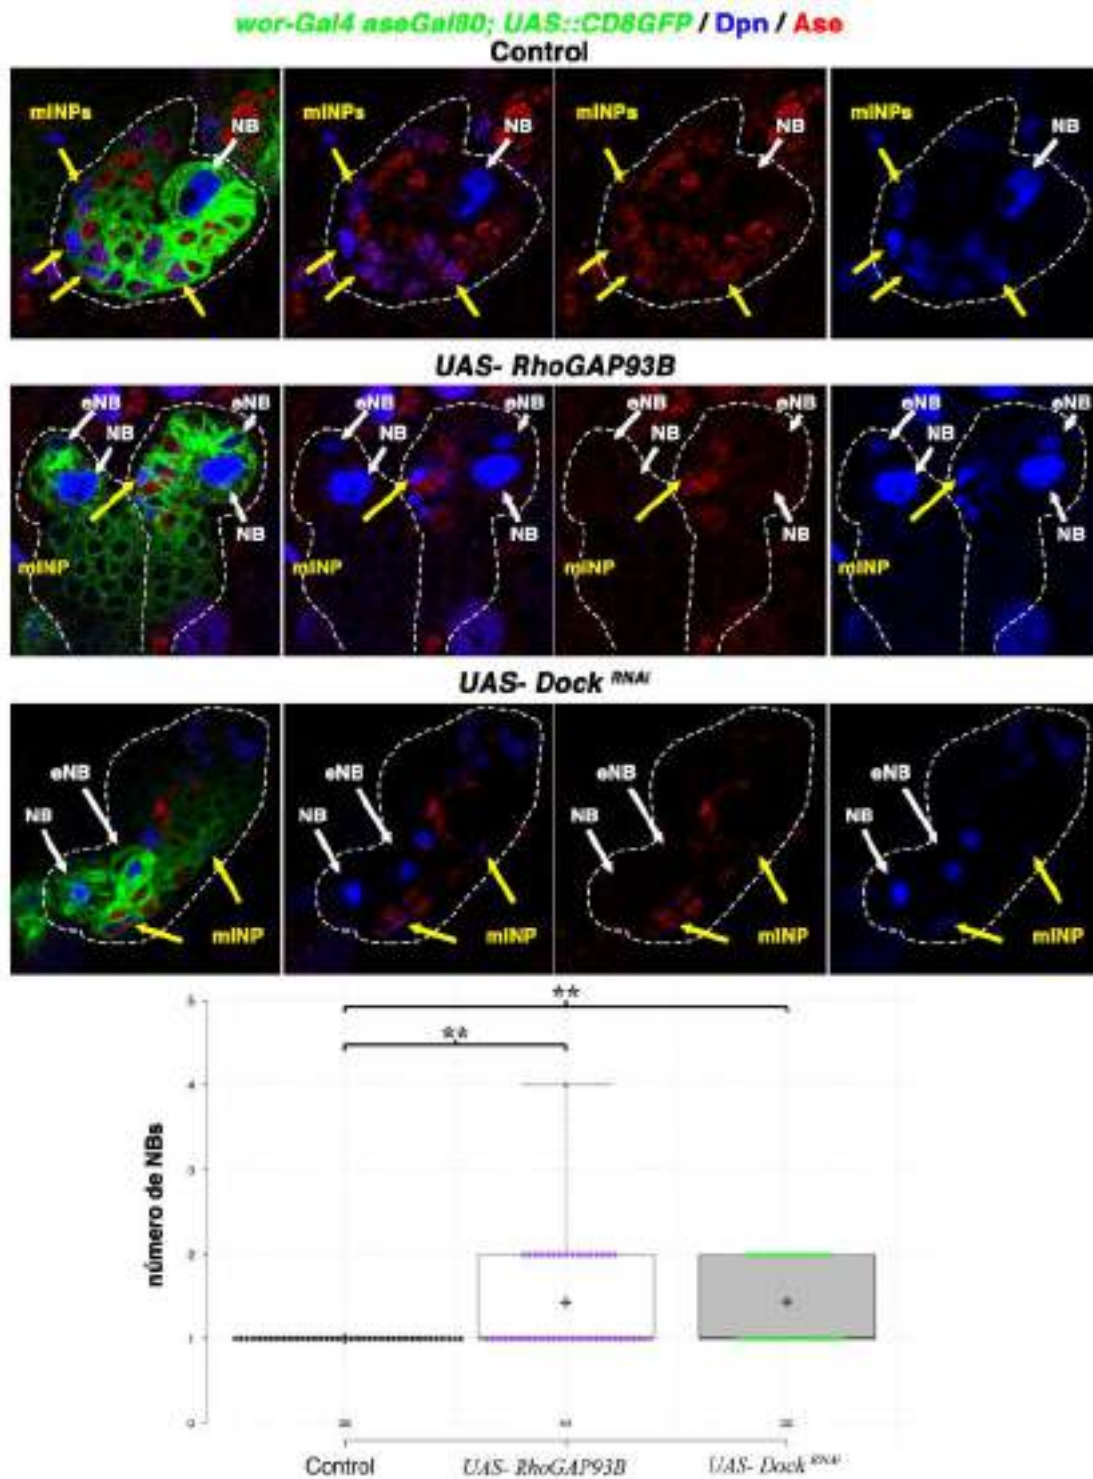 wor-Gal4 aseGal80; UAS::CD8GFP / Dpn / Ase
Control
mINPs NB mINPs NB mINPs NB mINPs NB
UAS- RhoGAP93B
eNB eNB eNB eNB eNB eNB eNB eNB
NB NB NB NB
NB NB NB NB
mINP mINP mINP mINP
UAS- Dock RNAi
eNB eNB eNB eNB
NB NB NB NB
mINP mINP mINP mINP
número de NBs
5
**
**
4
3
2
1
0
Control UAS- RhoGAP93B UAS- Dock RNAi